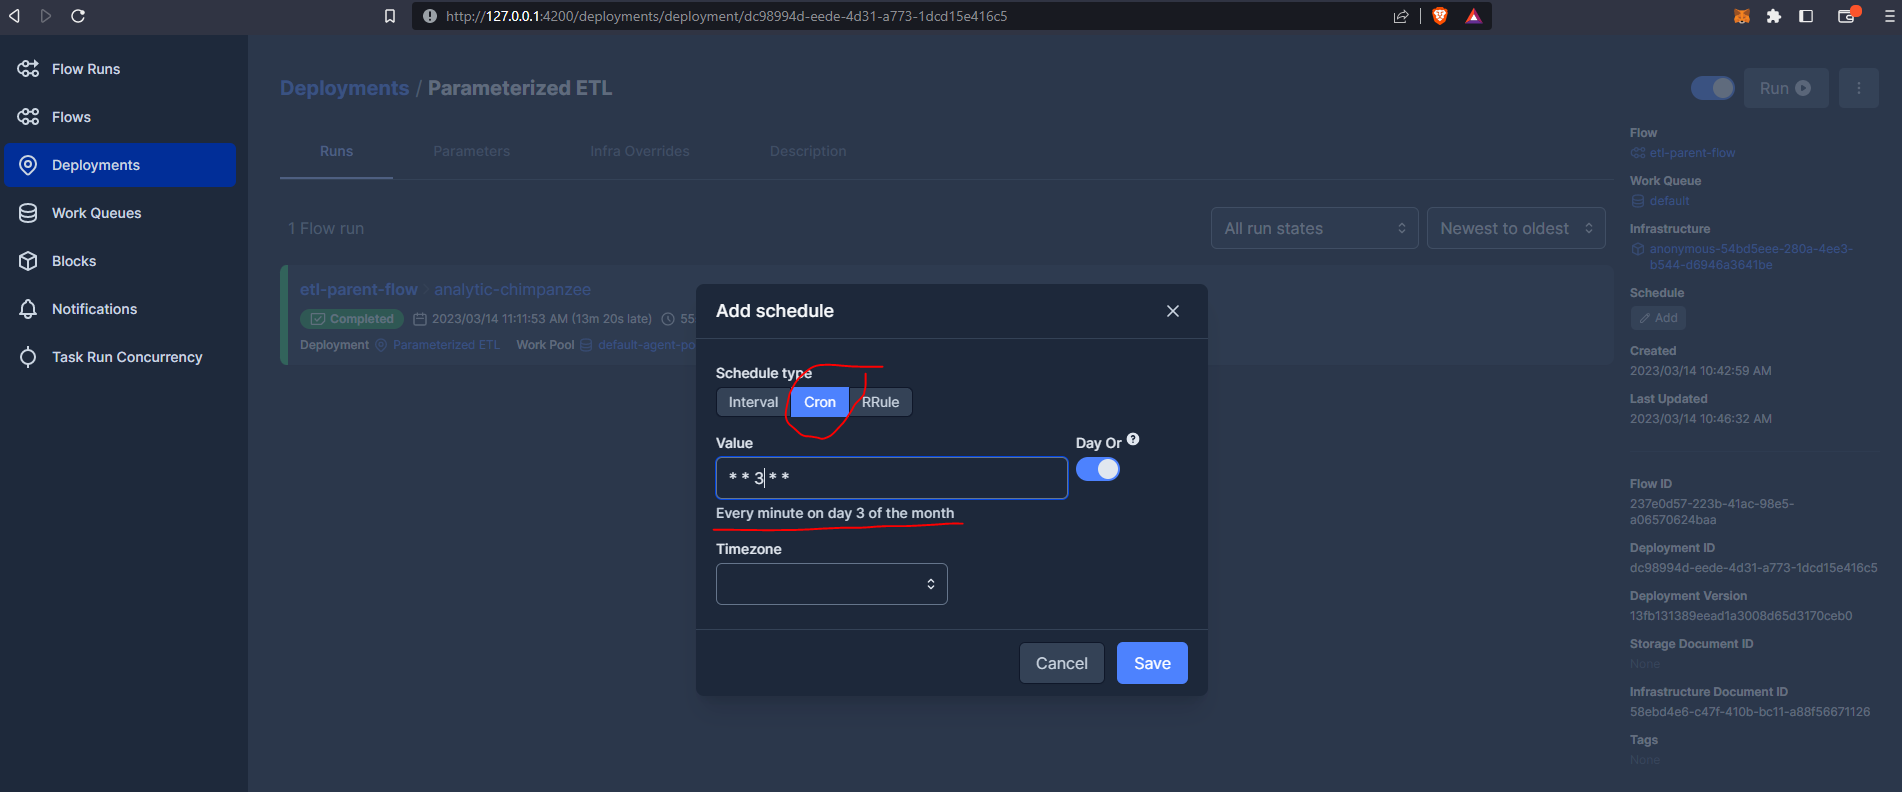 http://127.0.0.1:4200/deployments/deployment/dc98994d-eede-4d31-a773-1dcd15e416c5
Flow Runs
Flows
Deployments
Work Queues
Blocks
Notifications
Task Run Concurrency
Deployments / Parameterized ETL
Run
Runs Parameters Infra Overrides Description
1 Flow run
All run states
Newest to oldest
etl-parent-flow > analytic-chimpanzee
Completed 2023/03/14 11:11:53 AM (13m 20s late) 55
Deployment Parameterized ETL Work Pool default-agent-po
Add schedule
Schedule type
Interval Cron RRule
Value
Day Or ?
* * 3 * *
Every minute on day 3 of the month
Timezone
Cancel Save
Flow
etl-parent-flow
Work Queue
default
Infrastructure
anonymous-54bd5eee-280a-4ee3-
b544-d6946a3641be
Schedule
Add
Created
2023/03/14 10:42:59 AM
Last Updated
2023/03/14 10:46:32 AM
Flow ID
237e0d57-223b-41ac-98e5-
a06570624baa
Deployment ID
dc98994d-eede-4d31-a773-1dcd15e416c5
Deployment Version
13fb131389eead1a3008d65d3170ceb0
Storage Document ID
None
Infrastructure Document ID
58ebd4e6-c47f-410b-bc11-a88f56671126
Tags
None